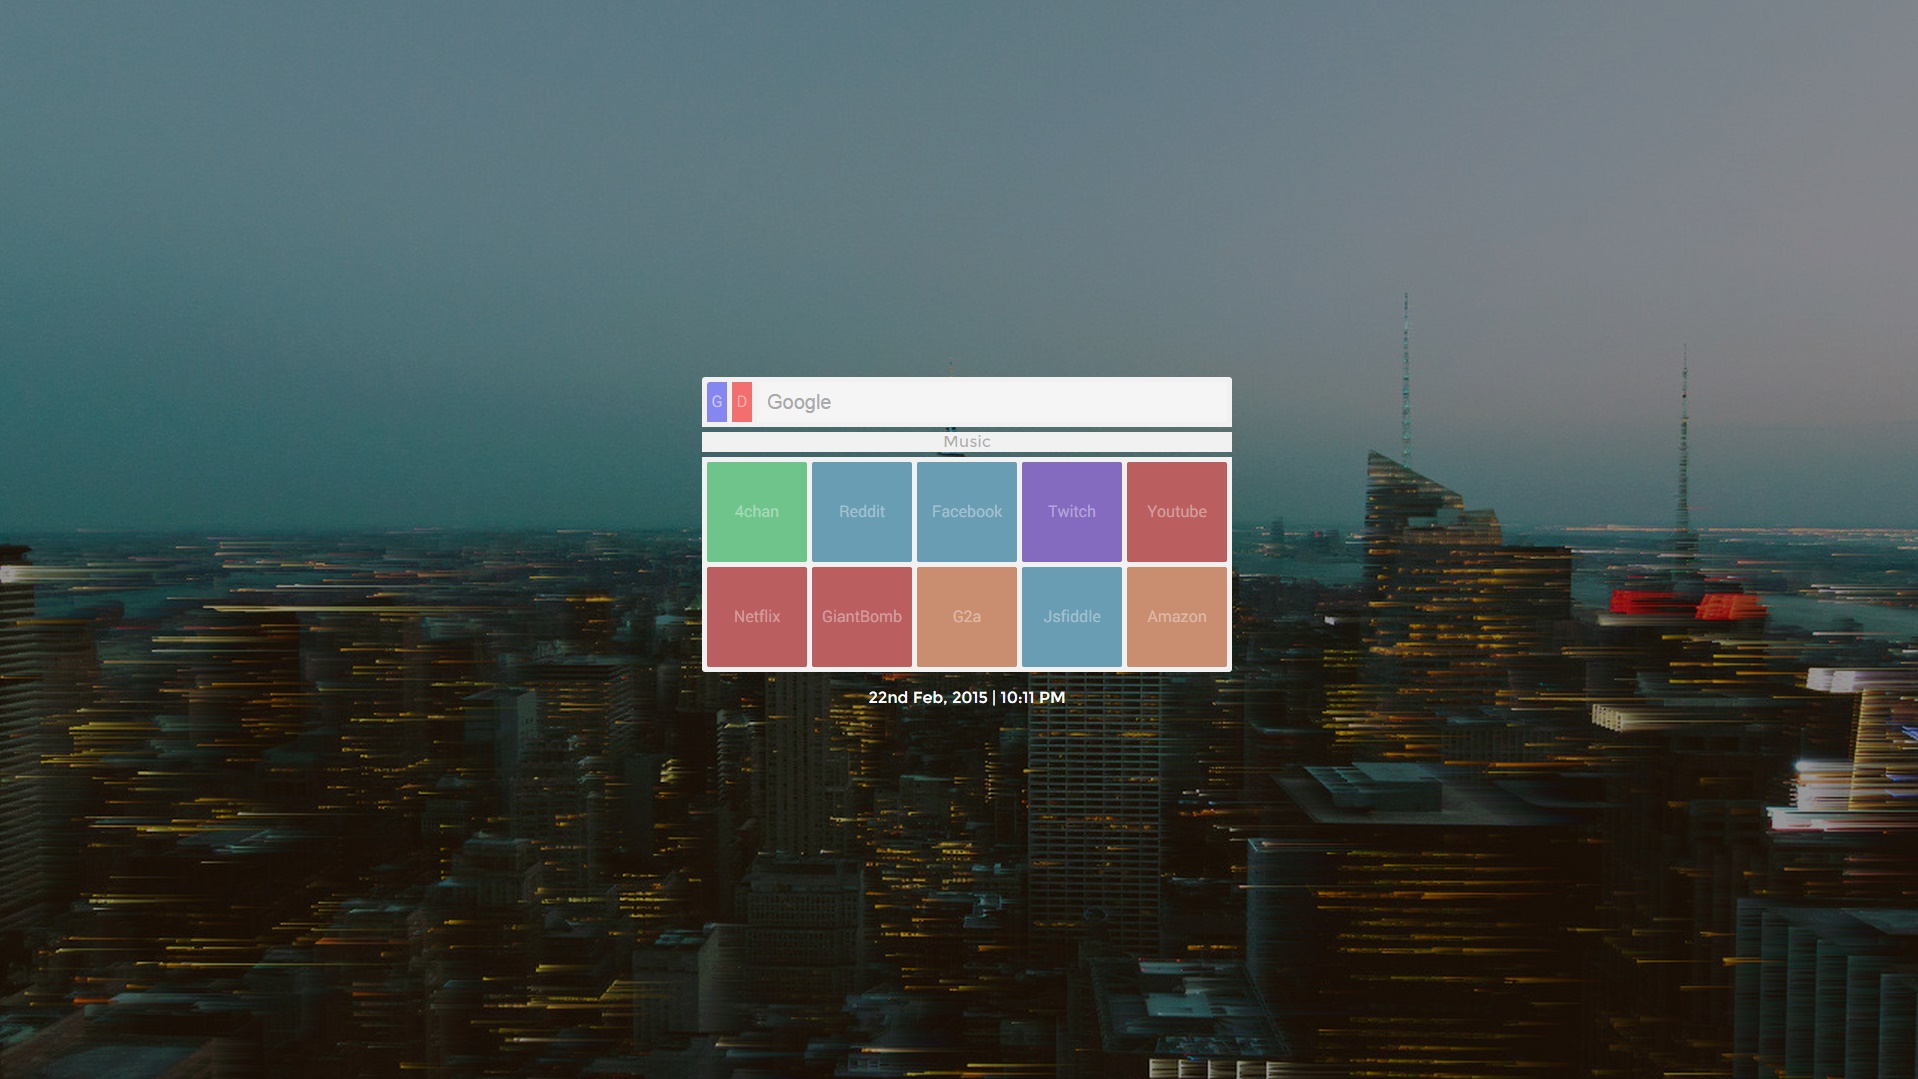 G D Google
Music
4chan Reddit Facebook Twitch Youtube
Netflix GiantBomb G2a Jsfiddle Amazon
22nd Feb, 2015 | 10:11 PM